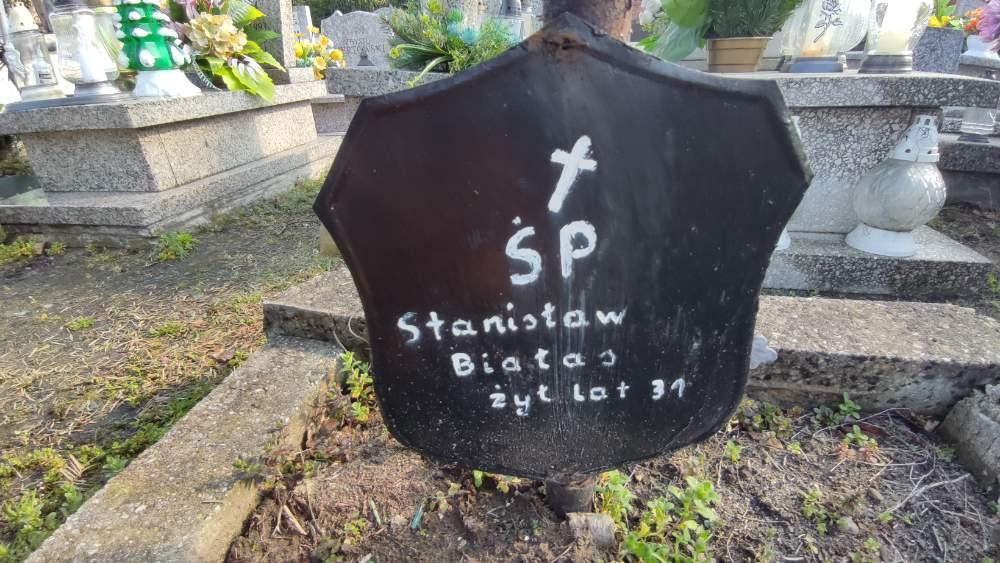 ŚP
Stanisław
Białas
żył lat 31